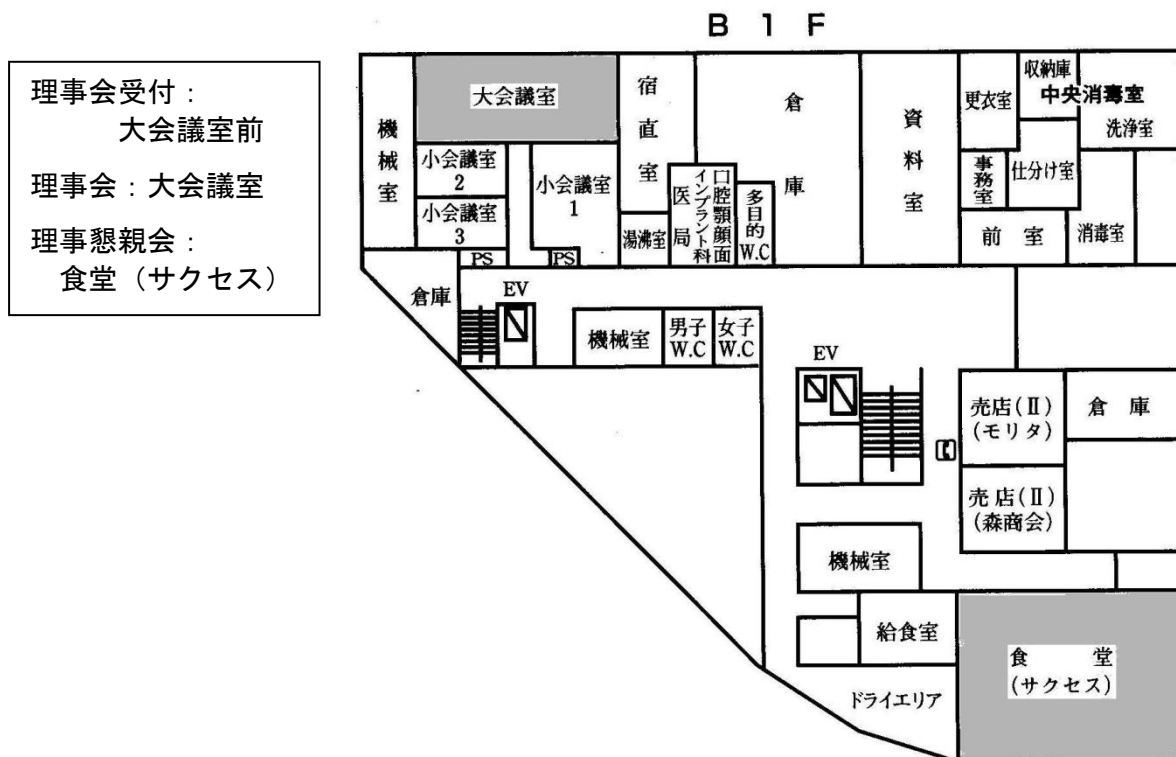 B 1 F
理事会受付：
大会議室前
理事会：大会議室
理事懇親会：
食堂（サクセス）
機械室
大会議室
小会議室
2
小会議室
3
小会議室
1
PS
PS
宿直室
湯沸室
医局
口腔顎顔面
インプラント科
多目的
W.C
倉庫
資料室
更衣室
収納庫
中央消毒室
洗浄室
事務室
仕分け室
前室
消毒室
倉庫
EV
機械室
男子
W.C
女子
W.C
EV
売店(Ⅱ)
(モリタ)
倉庫
売店(Ⅱ)
(森商会)
機械室
給食室
食堂
(サクセス)
ドライエリア